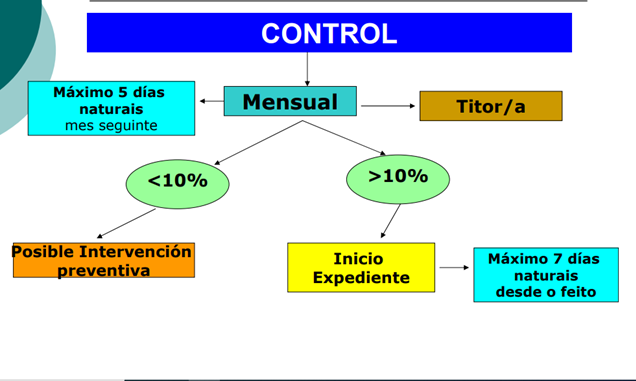 CONTROL
Máximo 5 días
naturais
mes seguinte
Mensual
Titor/a
<10%
>10%
Posible Intervención
preventiva
Inicio
Expediente
Máximo 7 días
naturais
desde o feito